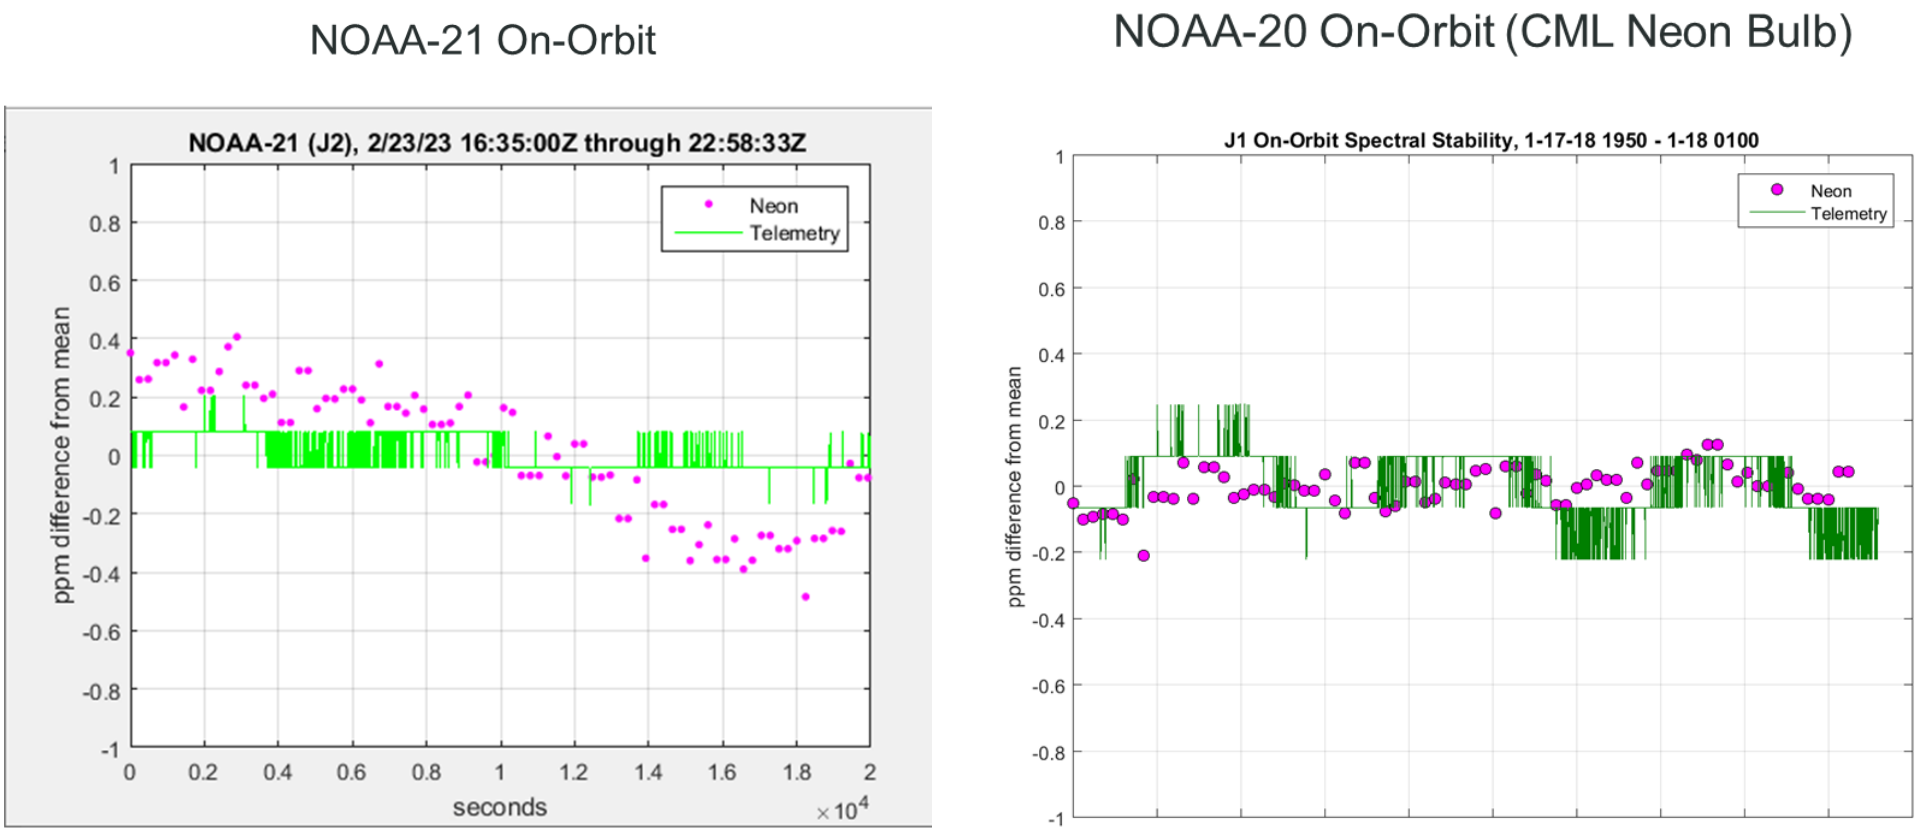 NOAA-21 On-Orbit
NOAA-20 On-Orbit (CML Neon Bulb)
NOAA-21 (J2), 2/23/23 16:35:00Z through 22:58:33Z
Neon
Telemetry
1
0.8
0.6
0.4
0.2
0
-0.2
-0.4
-0.6
-0.8
-1
ppm difference from mean
0 0.2 0.4 0.6 0.8 1 1.2 1.4 1.6 1.8 2
seconds
×10⁴
J1 On-Orbit Spectral Stability, 1-17-18 1950 - 1-18 0100
Neon
Telemetry
1
0.8
0.6
0.4
0.2
0
-0.2
-0.4
-0.6
-0.8
-1
ppm difference from mean